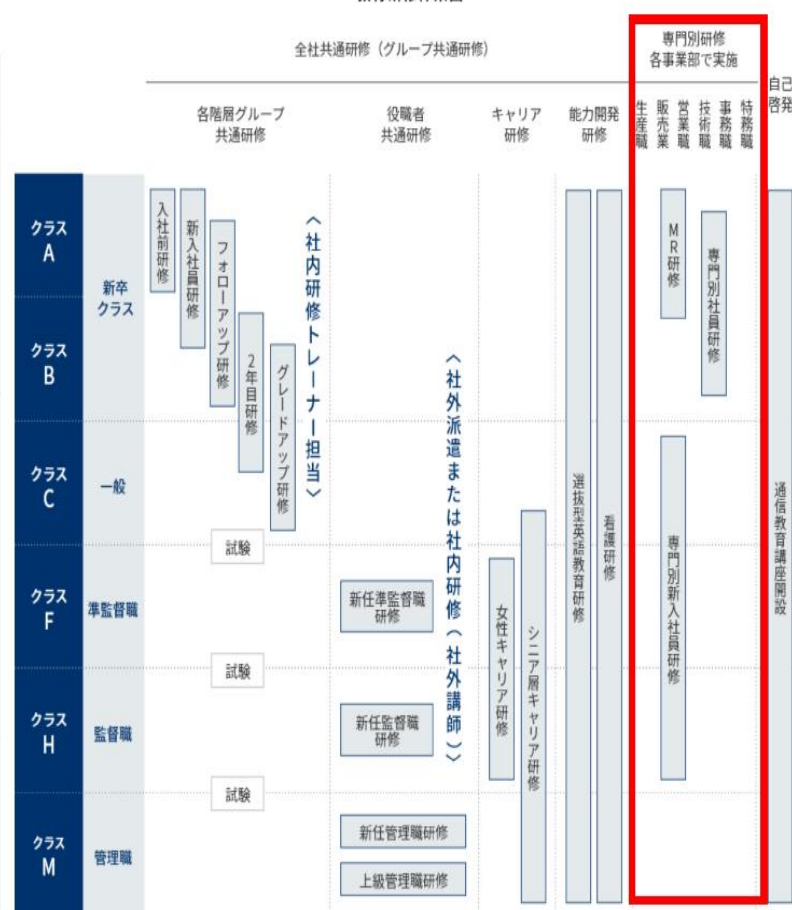 全社共通研修（グループ共通研修）
専門別研修
各事業部で実施
自己
啓発
各階層グループ
共通研修
役職者
共通研修
キャリア
研修
能力開発
研修
生産職
販売業
営業職
技術職
事務職
特務職
クラス
A
クラス
B
クラス
C
クラス
F
クラス
H
クラス
M
新卒
クラス
一般
準監督職
監督職
管理職
入社前研修
新入社員研修
フォローアップ研修
2年目研修
グレードアップ研修
〈社内研修トレーナー担当〉
試験
試験
試験
新任準監督職
研修
新任監督職
研修
新任管理職研修
上級管理職研修
〈社外派遣または社内研修（社外講師）〉
女性キャリア研修
シニア層キャリア研修
選抜型英語教育研修
看護研修
MR研修
専門別社員研修
専門別新入社員研修
通信教育講座開設